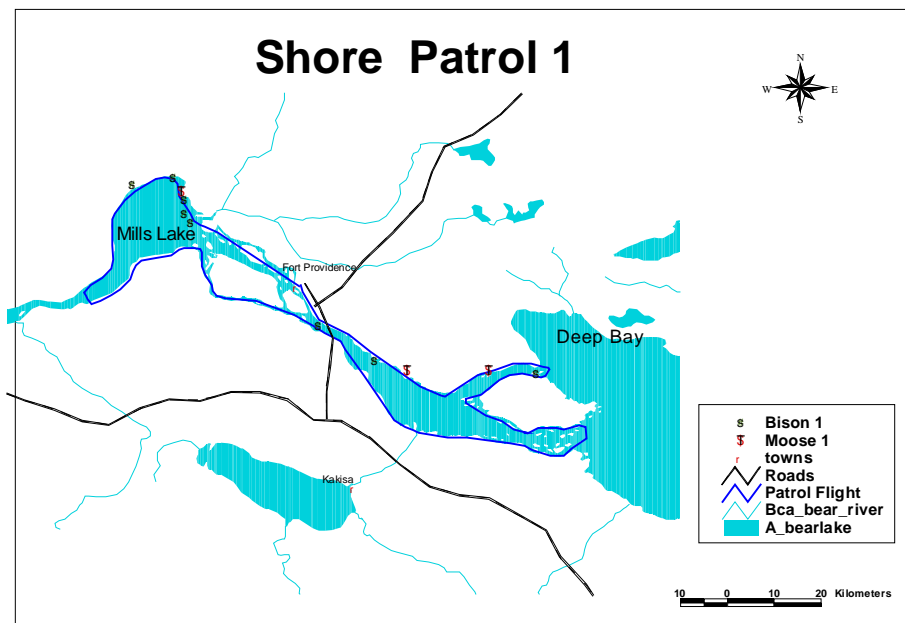 Shore Patrol 1
N
W E
S
Mills Lake
Fort Providence
Deep Bay
Kakisa
Bison 1
Moose 1
towns
Roads
Patrol Flight
Bca_bear_river
A_bearlake
10 0 10 20 Kilometers